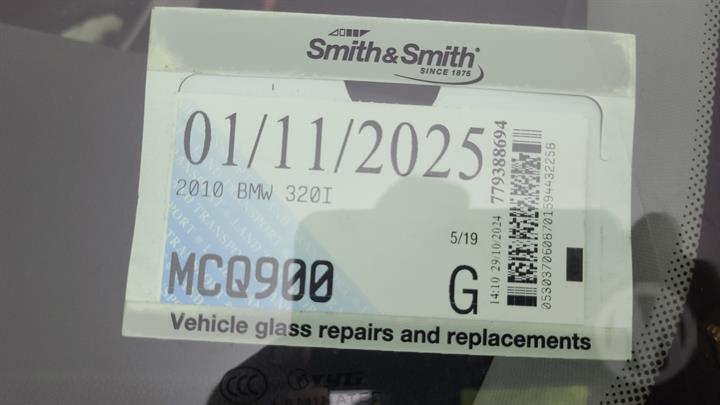 Smith&Smith®
SINCE 1875
01/11/2025
2010 BMW 320I
5/19
MCQ900
G
14:10 29/10/2024 779388694
0530370608701594432258
Vehicle glass repairs and replacements